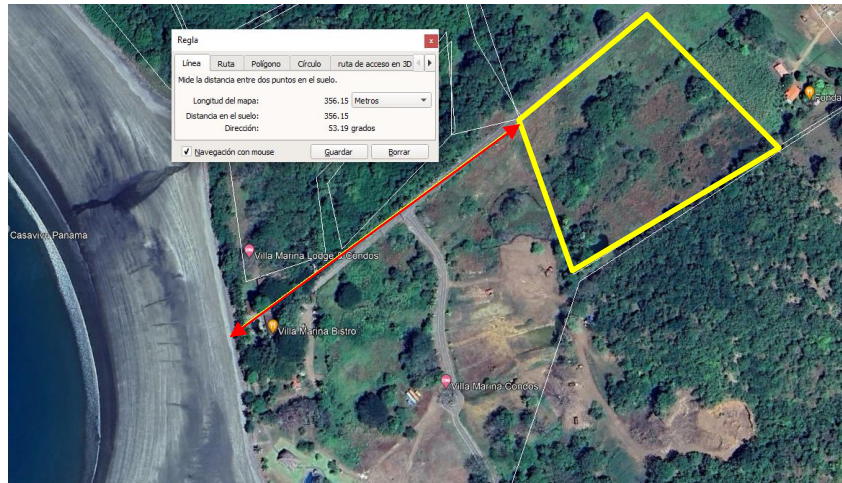 Regla
x
Línea Ruta Polígono Círculo ruta de acceso en 3D
Mide la distancia entre dos puntos en el suelo.
Longitud del mapa: 356.15 Metros
Distancia en el suelo: 356.15
Dirección: 53.19 grados
Navegación con mouse Guardar Borrar
Fonda
Casavivo Panama
Villa Marina Lodge & Condos
Villa Marina Bistro
Villa Marina Condos